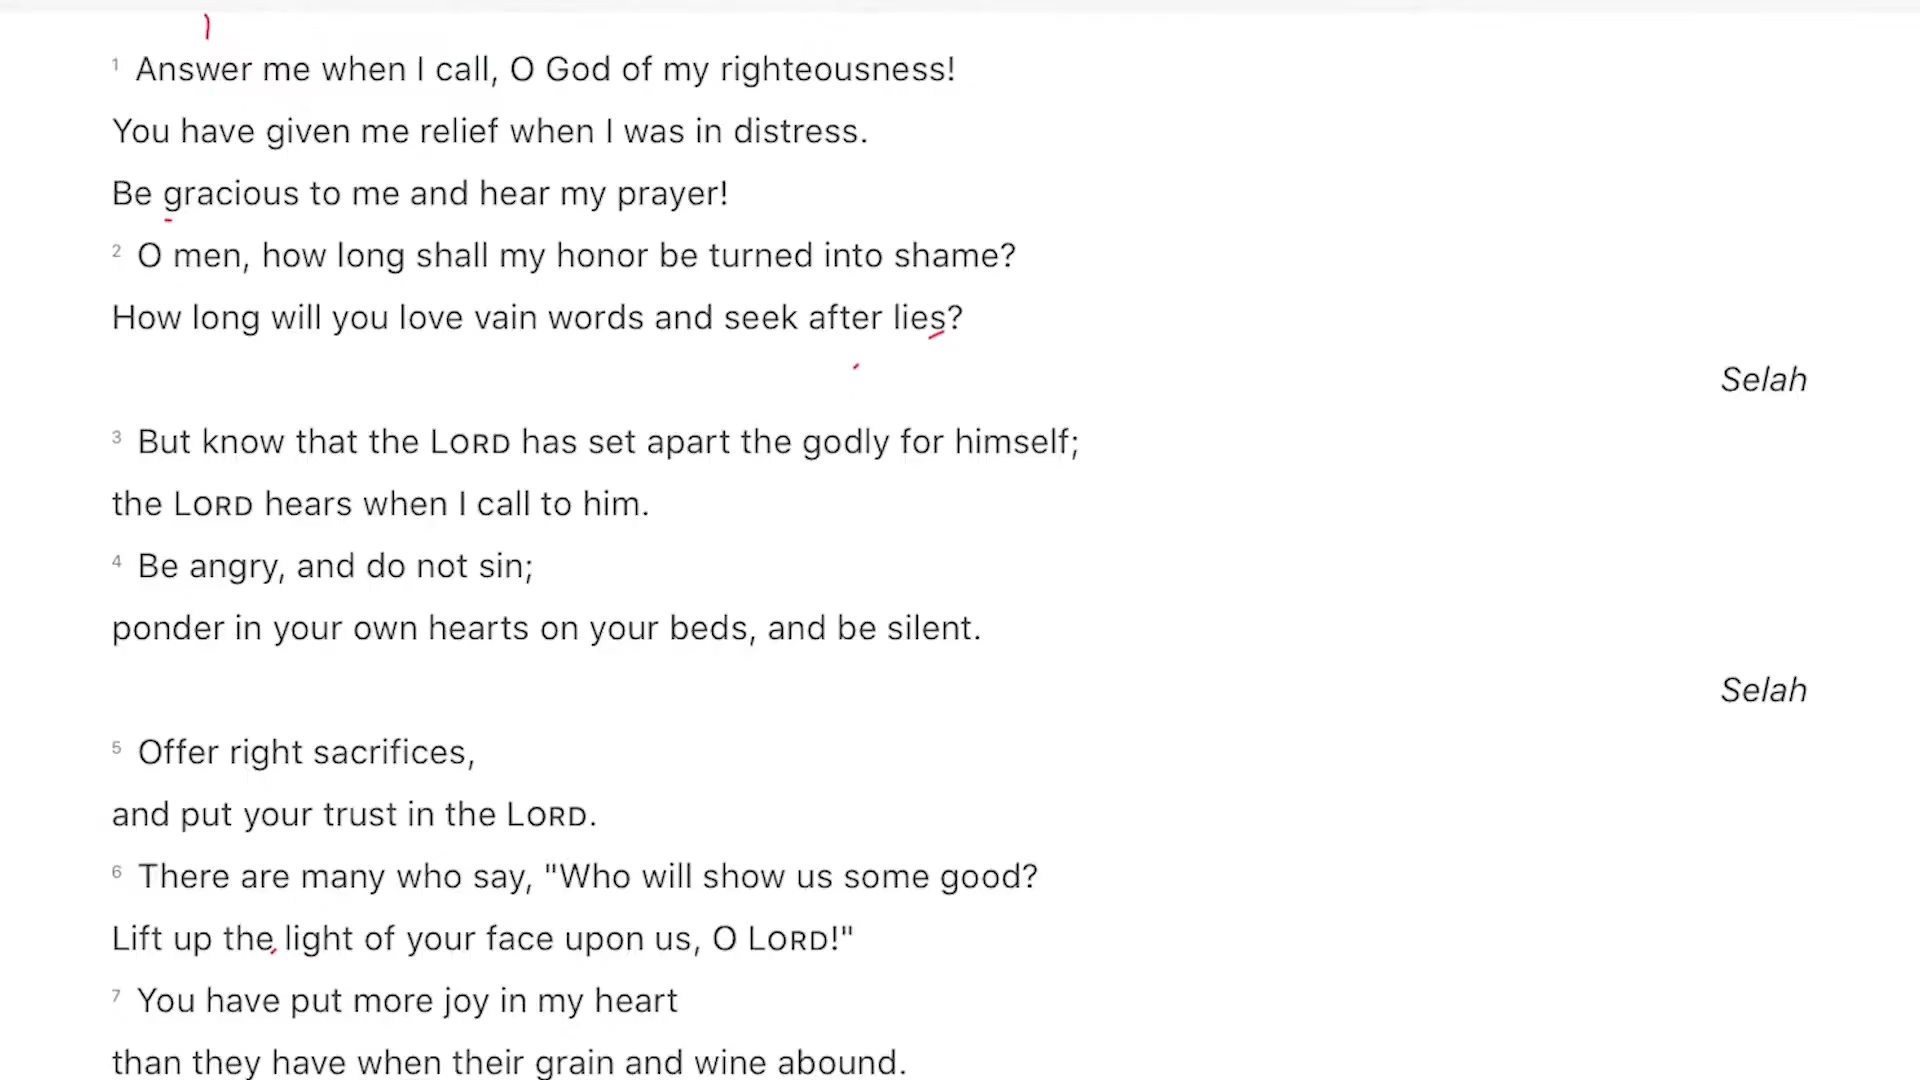 1 Answer me when I call, O God of my righteousness!
You have given me relief when I was in distress.
Be gracious to me and hear my prayer!
2 O men, how long shall my honor be turned into shame?
How long will you love vain words and seek after lies?
Selah
3 But know that the LORD has set apart the godly for himself;
the LORD hears when I call to him.
4 Be angry, and do not sin;
ponder in your own hearts on your beds, and be silent.
Selah
5 Offer right sacrifices,
and put your trust in the LORD.
6 There are many who say, "Who will show us some good?
Lift up the light of your face upon us, O LORD!"
7 You have put more joy in my heart
than they have when their grain and wine abound.